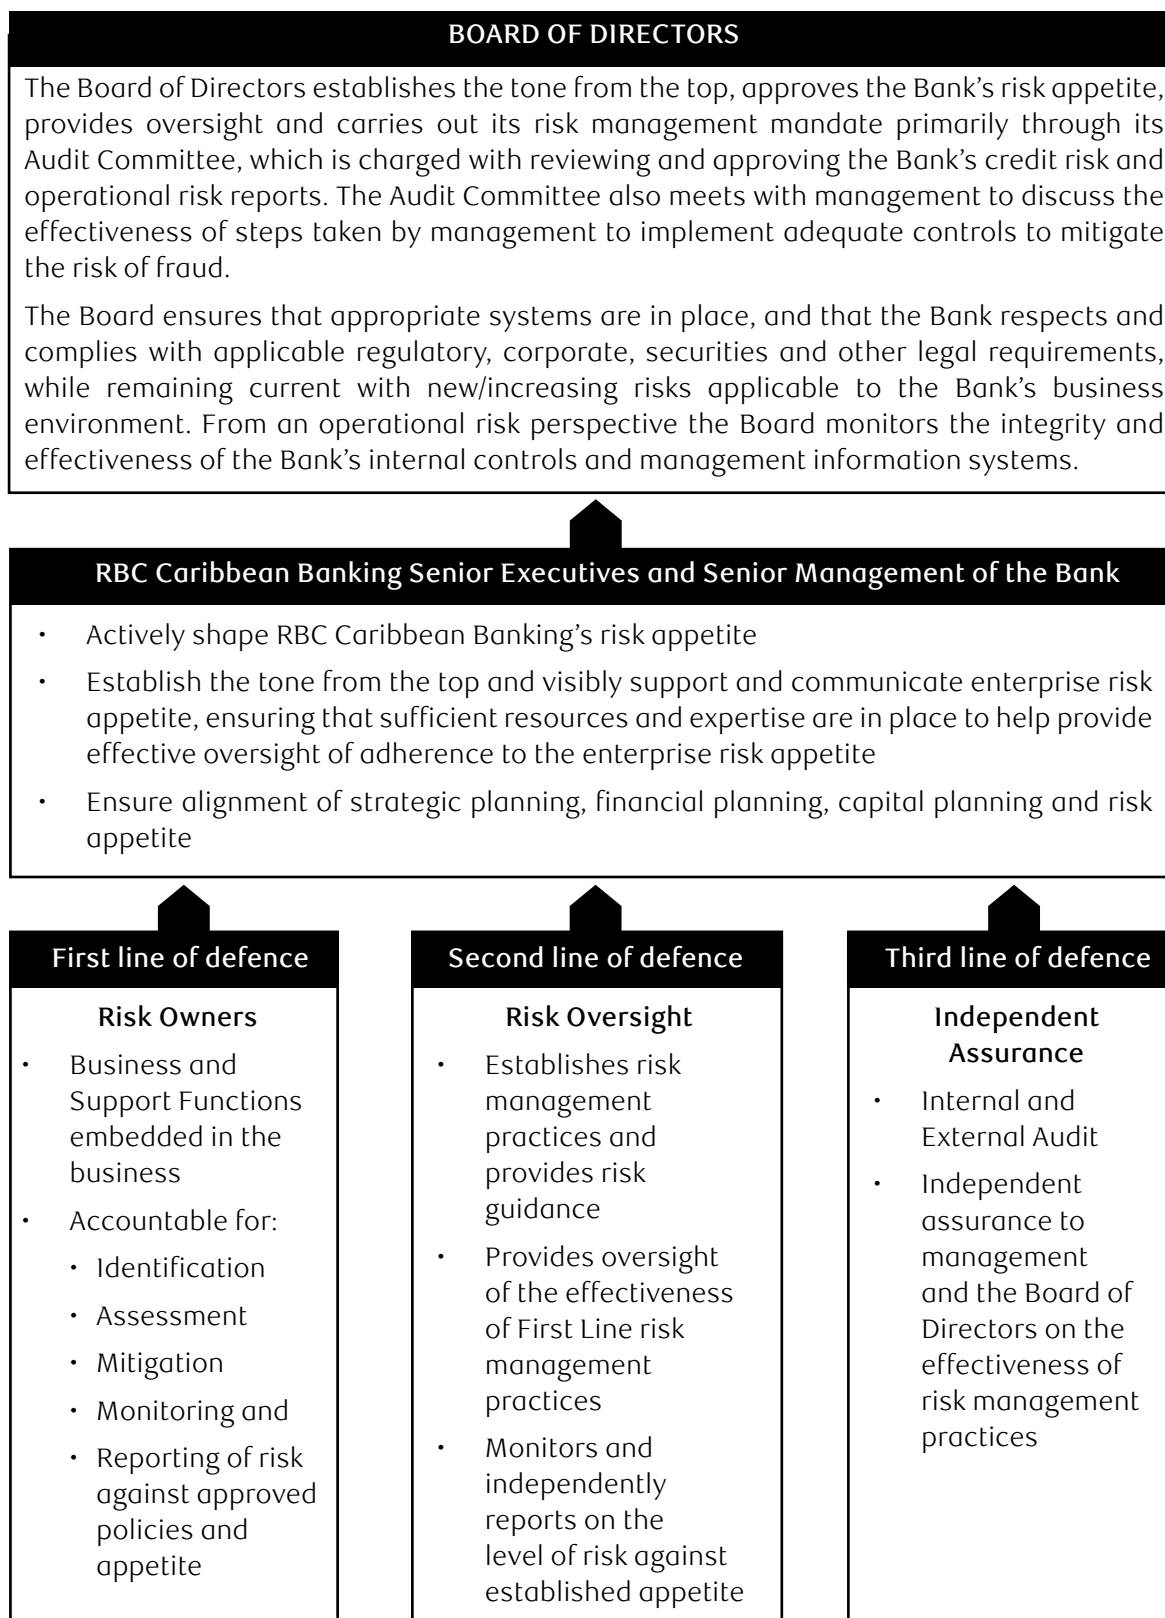 BOARD OF DIRECTORS
The Board of Directors establishes the tone from the top, approves the Bank’s risk appetite,
provides oversight and carries out its risk management mandate primarily through its
Audit Committee, which is charged with reviewing and approving the Bank’s credit risk and
operational risk reports. The Audit Committee also meets with management to discuss the
effectiveness of steps taken by management to implement adequate controls to mitigate
the risk of fraud.
The Board ensures that appropriate systems are in place, and that the Bank respects and
complies with applicable regulatory, corporate, securities and other legal requirements,
while remaining current with new/increasing risks applicable to the Bank’s business
environment. From an operational risk perspective the Board monitors the integrity and
effectiveness of the Bank’s internal controls and management information systems.
RBC Caribbean Banking Senior Executives and Senior Management of the Bank
• Actively shape RBC Caribbean Banking’s risk appetite
• Establish the tone from the top and visibly support and communicate enterprise risk
appetite, ensuring that sufficient resources and expertise are in place to help provide
effective oversight of adherence to the enterprise risk appetite
• Ensure alignment of strategic planning, financial planning, capital planning and risk
appetite
First line of defence
Risk Owners
• Business and
Support Functions
embedded in the
business
• Accountable for:
• Identification
• Assessment
• Mitigation
• Monitoring and
• Reporting of risk
against approved
policies and
appetite
Second line of defence
Risk Oversight
• Establishes risk
management
practices and
provides risk
guidance
• Provides oversight
of the effectiveness
of First Line risk
management
practices
• Monitors and
independently
reports on the
level of risk against
established appetite
Third line of defence
Independent
Assurance
• Internal and
External Audit
• Independent
assurance to
management
and the Board of
Directors on the
effectiveness of
risk management
practices